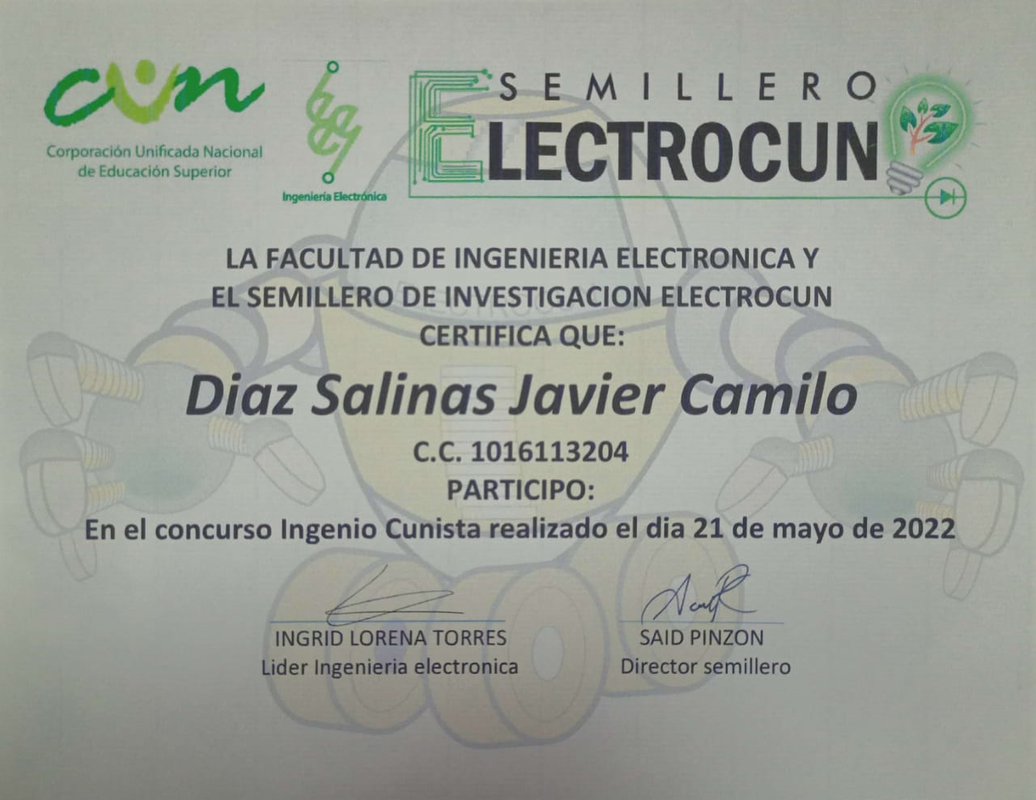 cun
Corporación Unificada Nacional
de Educación Superior
Ingeniería Electrónica
SEMILLERO
ELECTROCUN
LA FACULTAD DE INGENIERIA ELECTRONICA Y
EL SEMILLERO DE INVESTIGACION ELECTROCUN
CERTIFICA QUE:
Diaz Salinas Javier Camilo
C.C. 1016113204
PARTICIPO:
En el concurso Ingenio Cunista realizado el dia 21 de mayo de 2022
INGRID LORENA TORRES
Lider Ingenieria electronica
SAID PINZON
Director semillero